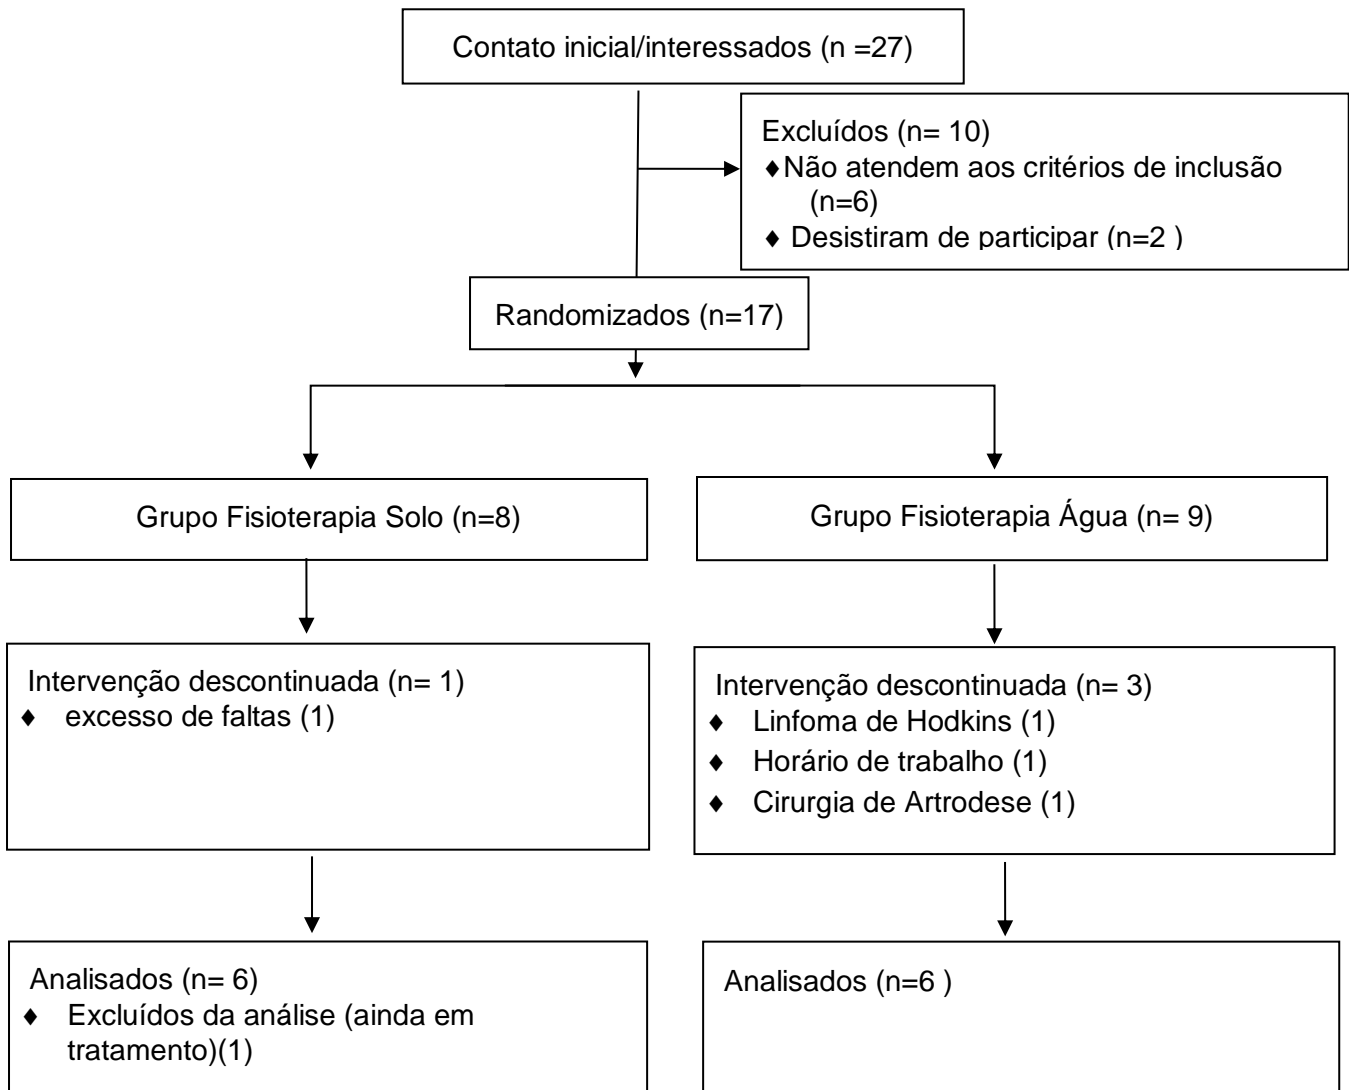 Contato inicial/interessados (n =27)
Excluídos (n= 10)
♦Não atendem aos critérios de inclusão
(n=6)
♦ Desistiram de participar (n=2 )
Randomizados (n=17)
Grupo Fisioterapia Solo (n=8)
Grupo Fisioterapia Água (n= 9)
Intervenção descontinuada (n= 1)
♦ excesso de faltas (1)
Intervenção descontinuada (n= 3)
♦ Linfoma de Hodkins (1)
♦ Horário de trabalho (1)
♦ Cirurgia de Artrodese (1)
Analisados (n= 6)
♦ Excluídos da análise (ainda em
tratamento)(1)
Analisados (n=6 )